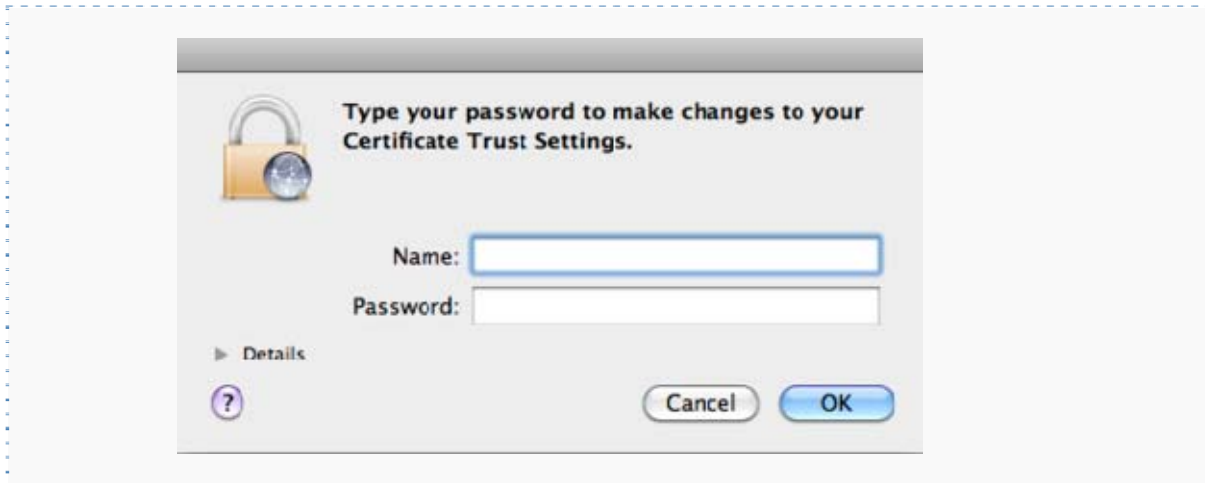 Type your password to make changes to your
Certificate Trust Settings.
Name:
Password:
Details
?
Cancel
OK